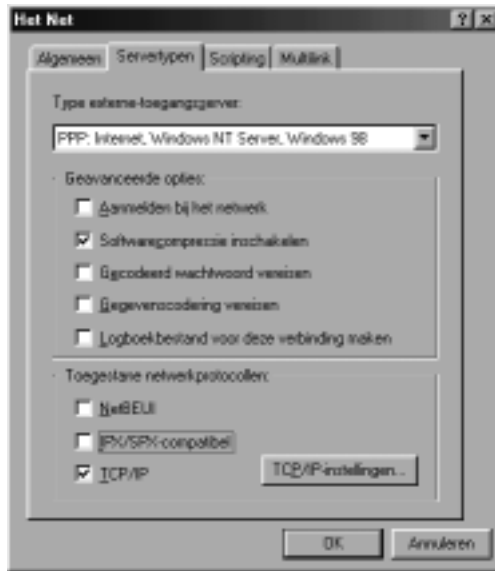 Het Net
Algemeen Servertypen Scripting Multilink
Type externe-toegangsserver:
PPP: Internet, Windows NT Server, Windows 98
Geavanceerde opties:
Aanmelden bij het netwerk
Softwarecompressie inschakelen
Gecodeerd wachtwoord vereisen
Gegevenscodering vereisen
Logboekbestand voor deze verbinding maken
Toegestane netwerkprotocollen:
NetBEUI
IPX/SPX-compatibel
TCP/IP TCP/IP-instellingen...
OK Annuleren